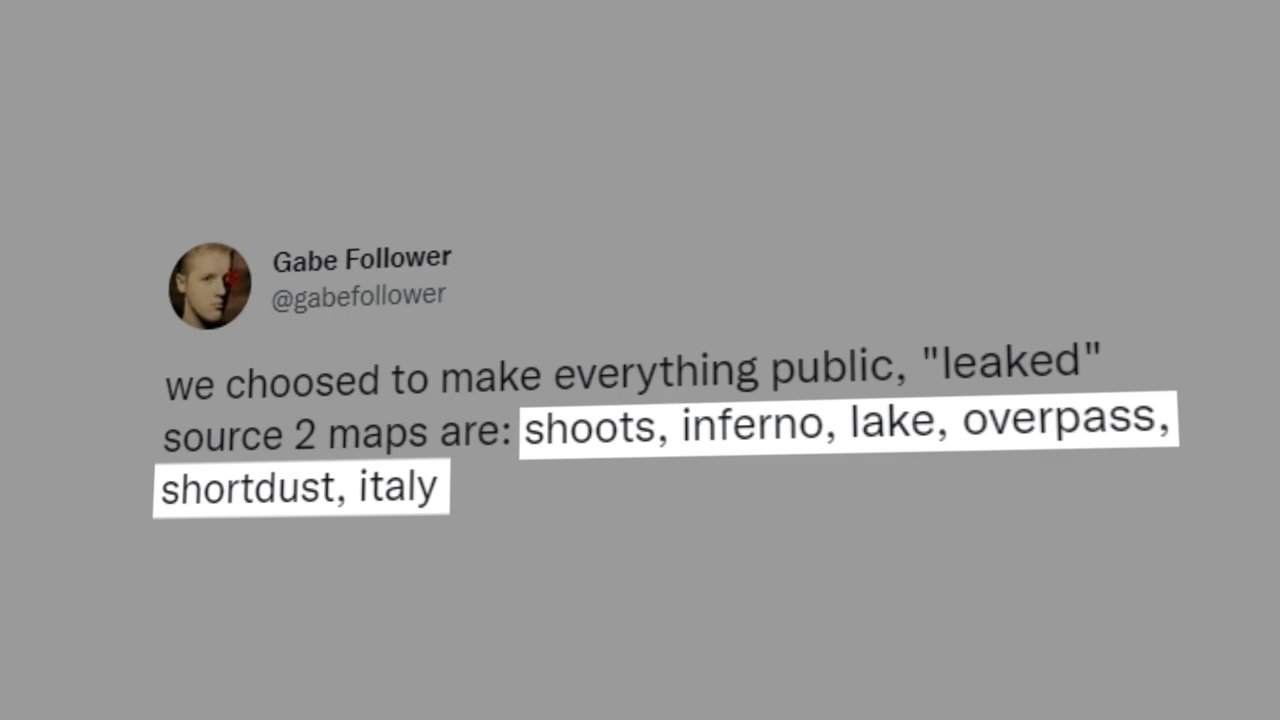 Gabe Follower
@gabefollower
we choosed to make everything public, "leaked"
source 2 maps are: shoots, inferno, lake, overpass,
shortdust, italy